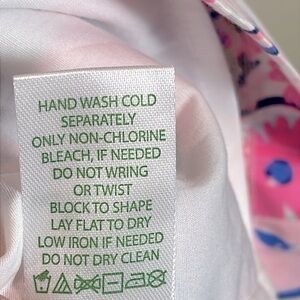 HAND WASH COLD
SEPARATELY
ONLY NON-CHLORINE
BLEACH, IF NEEDED
DO NOT WRING
OR TWIST
BLOCK TO SHAPE
LAY FLAT TO DRY
LOW IRON IF NEEDED
DO NOT DRY CLEAN